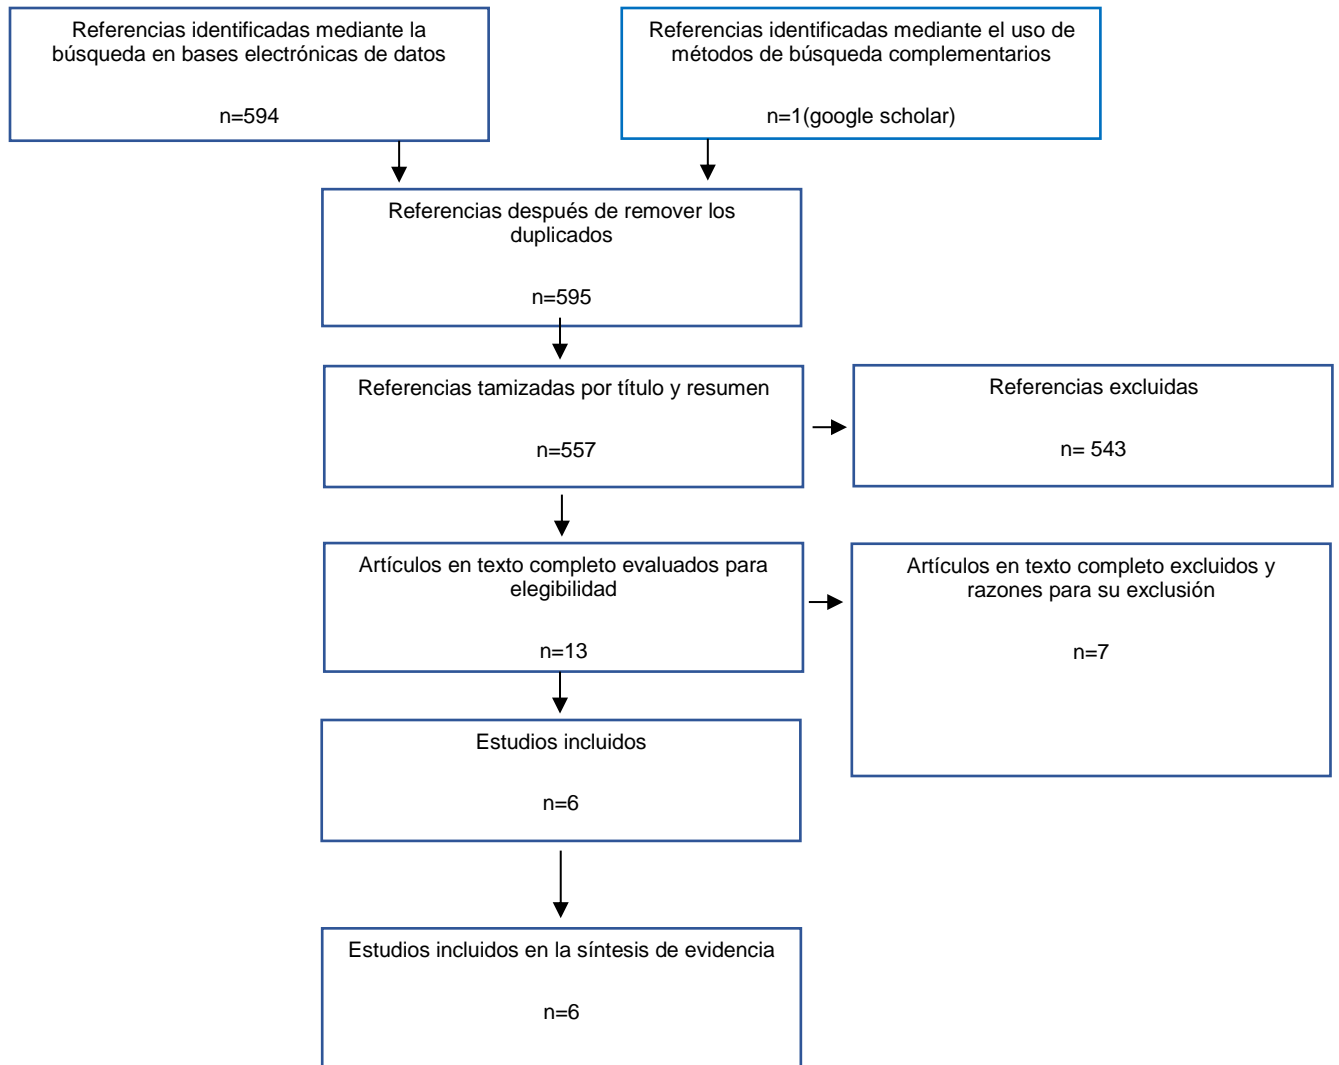 Referencias identificadas mediante la
búsqueda en bases electrónicas de datos
n=594
Referencias identificadas mediante el uso de
métodos de búsqueda complementarios
n=1(google scholar)
Referencias después de remover los
duplicados
n=595
Referencias tamizadas por título y resumen
n=557
Referencias excluidas
n= 543
Artículos en texto completo evaluados para
elegibilidad
n=13
Artículos en texto completo excluidos y
razones para su exclusión
n=7
Estudios incluidos
n=6
Estudios incluidos en la síntesis de evidencia
n=6